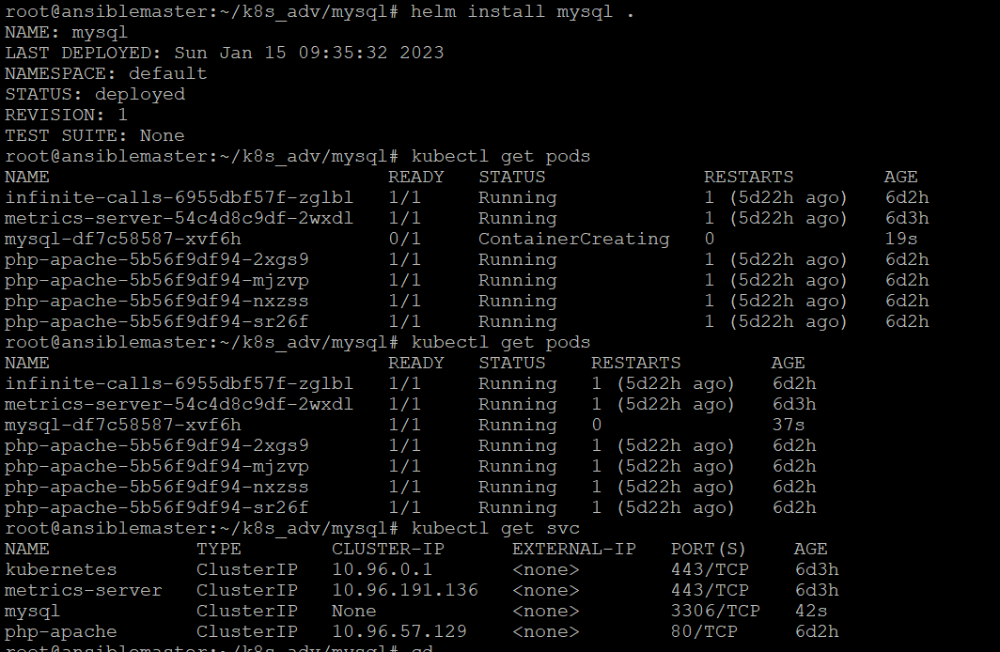 root@ansiblemaster:~/k8s_adv/mysql# helm install mysql .
NAME: mysql
LAST DEPLOYED: Sun Jan 15 09:35:32 2023
NAMESPACE: default
STATUS: deployed
REVISION: 1
TEST SUITE: None
root@ansiblemaster:~/k8s_adv/mysql# kubectl get pods
NAME READY STATUS RESTARTS AGE
infinite-calls-6955dbf57f-zglbl 1/1 Running 1 (5d22h ago) 6d2h
metrics-server-54c4d8c9df-2wxdl 1/1 Running 1 (5d22h ago) 6d3h
mysql-df7c58587-xvf6h 0/1 ContainerCreating 0 19s
php-apache-5b56f9df94-2xgs9 1/1 Running 1 (5d22h ago) 6d2h
php-apache-5b56f9df94-mjzvp 1/1 Running 1 (5d22h ago) 6d2h
php-apache-5b56f9df94-nxzss 1/1 Running 1 (5d22h ago) 6d2h
php-apache-5b56f9df94-sr26f 1/1 Running 1 (5d22h ago) 6d2h
root@ansiblemaster:~/k8s_adv/mysql# kubectl get pods
NAME READY STATUS RESTARTS AGE
infinite-calls-6955dbf57f-zglbl 1/1 Running 1 (5d22h ago) 6d2h
metrics-server-54c4d8c9df-2wxdl 1/1 Running 1 (5d22h ago) 6d3h
mysql-df7c58587-xvf6h 1/1 Running 0 37s
php-apache-5b56f9df94-2xgs9 1/1 Running 1 (5d22h ago) 6d2h
php-apache-5b56f9df94-mjzvp 1/1 Running 1 (5d22h ago) 6d2h
php-apache-5b56f9df94-nxzss 1/1 Running 1 (5d22h ago) 6d2h
php-apache-5b56f9df94-sr26f 1/1 Running 1 (5d22h ago) 6d2h
root@ansiblemaster:~/k8s_adv/mysql# kubectl get svc
NAME TYPE CLUSTER-IP EXTERNAL-IP PORT(S) AGE
kubernetes ClusterIP 10.96.0.1 <none> 443/TCP 6d3h
metrics-server ClusterIP 10.96.191.136 <none> 443/TCP 6d3h
mysql ClusterIP None <none> 3306/TCP 42s
php-apache ClusterIP 10.96.57.129 <none> 80/TCP 6d2h
root@ansiblemaster:~/k8s_adv/mysql# cd